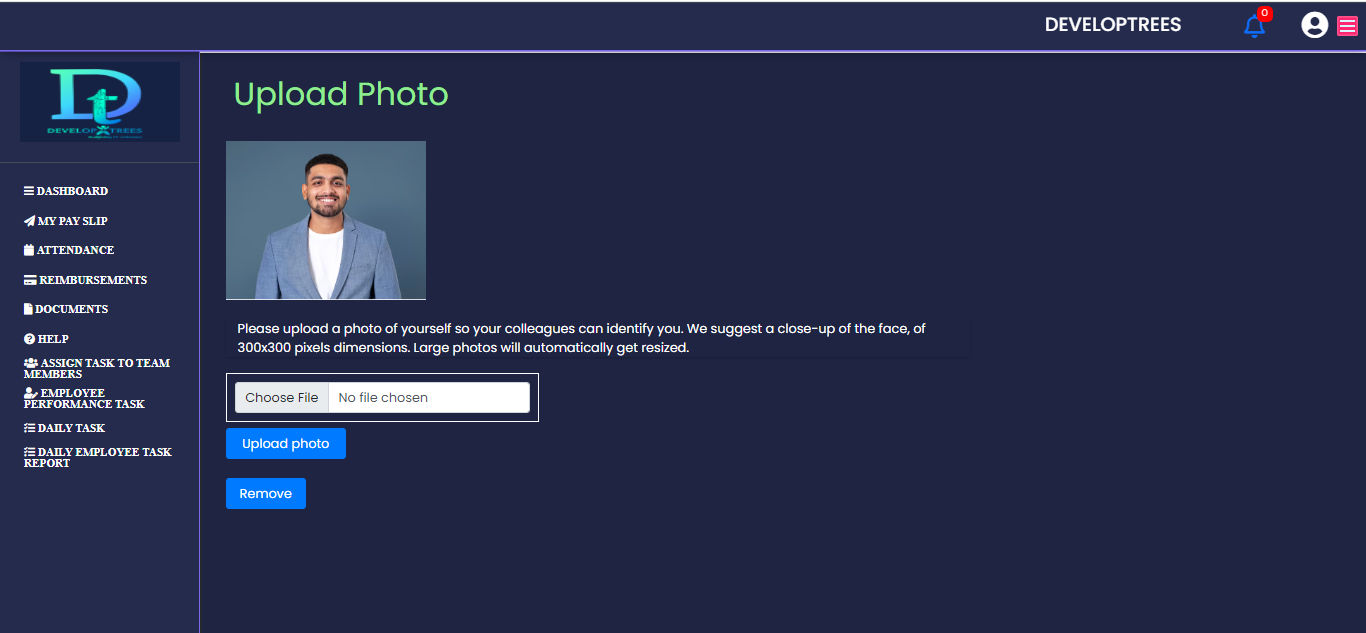 DEVELOPTREES
0
Dt
DEVELOP TREES
Upload Photo
DASHBOARD
MY PAY SLIP
ATTENDANCE
REIMBURSEMENTS
DOCUMENTS
HELP
ASSIGN TASK TO TEAM
MEMBERS
EMPLOYEE
PERFORMANCE TASK
DAILY TASK
DAILY EMPLOYEE TASK
REPORT
Please upload a photo of yourself so your colleagues can identify you. We suggest a close-up of the face, of
300x300 pixels dimensions. Large photos will automatically get resized.
Choose File No file chosen
Upload photo
Remove